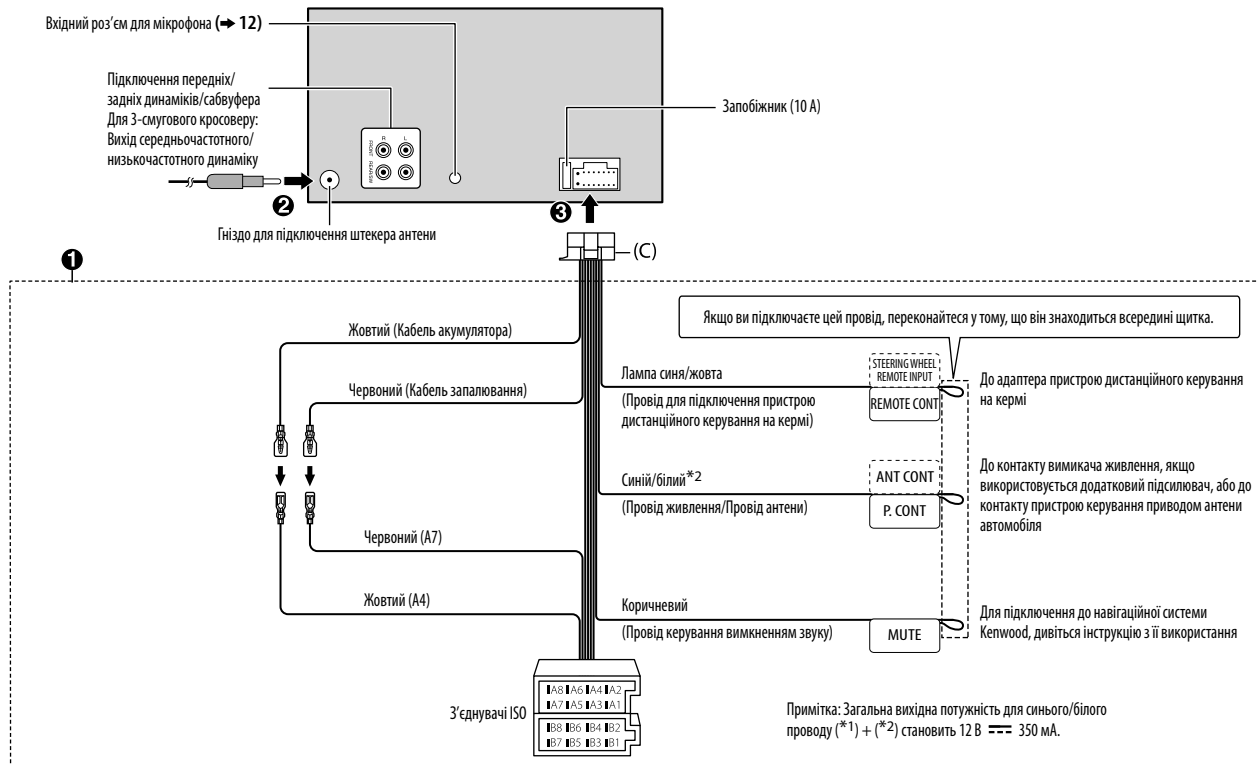 Вхідний роз’єм для мікрофона (➜ 12)
Підключення передніх/
задніх динаміків/сабвуфера
Для 3-смугового кросоверу:
Вихід середньочастотного/
низькочастотного динаміку
R L
FRONT
REAR/SW
Запобіжник (10 А)
❷
❸
Гніздо для підключення штекера антени
(C)
❶
Якщо ви підключаєте цей провід, переконайтеся у тому, що він знаходиться всередині щитка.
Жовтий (Кабель акумулятора)
Червоний (Кабель запалювання)
Лампа синя/жовта
(Провід для підключення пристрою
дистанційного керування на кермі)
STEERING WHEEL
REMOTE INPUT
REMOTE CONT
До адаптера пристрою дистанційного керування
на кермі
Синій/білий*2
(Провід живлення/Провід антени)
ANT CONT
P. CONT
До контакту вимикача живлення, якщо
використовується додатковий підсилювач, або до
контакту пристрою керування приводом антени
автомобіля
Червоний (A7)
Жовтий (A4)
Коричневий
(Провід керування вимкненням звуку)
MUTE
Для підключення до навігаційної системи
Kenwood, дивіться інструкцію з її використання
З’єднувачі ISO
A8 A6 A4 A2
A7 A5 A3 A1
B8 B6 B4 B2
B7 B5 B3 B1
Примітка: Загальна вихідна потужність для синього/білого
проводу (*1) + (*2) становить 12 В ⎓ 350 мА.